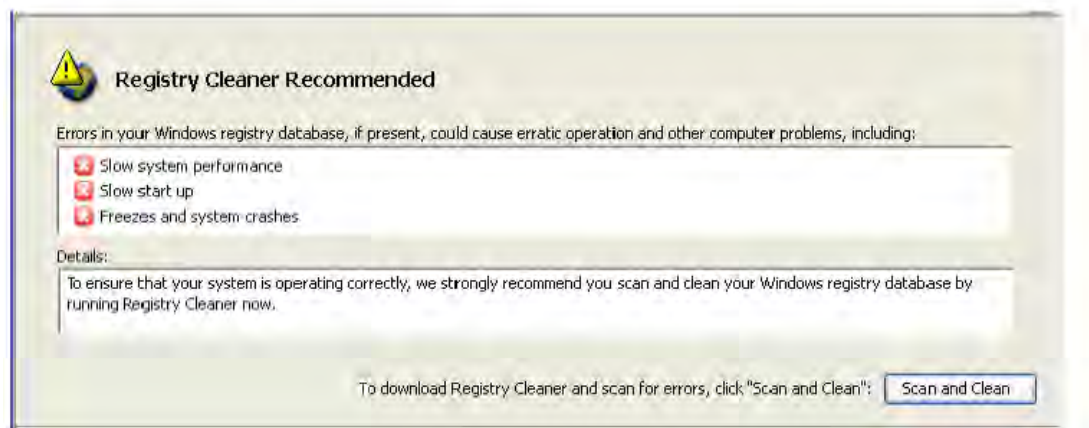 Registry Cleaner Recommended
Errors in your Windows registry database, if present, could cause erratic operation and other computer problems, including:
Slow system performance
Slow start up
Freezes and system crashes
Details:
To ensure that your system is operating correctly, we strongly recommend you scan and clean your Windows registry database by
running Registry Cleaner now.
To download Registry Cleaner and scan for errors, click "Scan and Clean": Scan and Clean